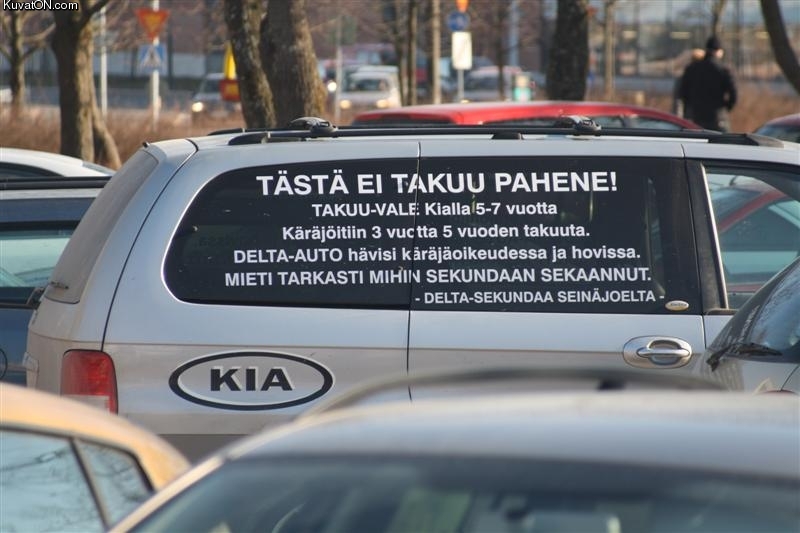 KuvatON.com
TÄSTÄ EI TAKUU PAHENE!
TAKUU-VALE Kialla 5-7 vuotta
Käräjöitiin 3 vuotta 5 vuoden takuuta.
DELTA-AUTO hävisi käräjäoikeudessa ja hovissa.
MIETI TARKASTI MIHIN SEKUNDAAN SEKAANNUT.
- DELTA-SEKUNDAA SEINÄJOELTA -
KIA